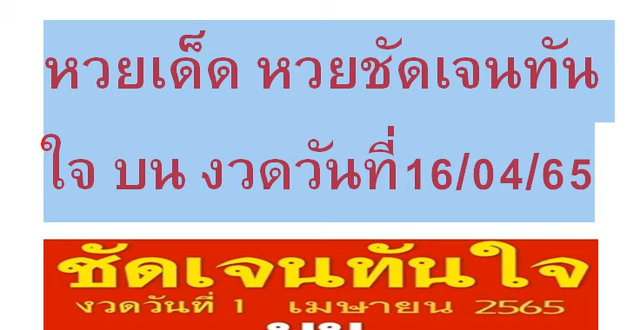 หวยเด็ด หวยชัดเจนทัน
ใจ บน งวดวันที่16/04/65
ชัดเจนทันใจ
งวดวันที่ 1 เมษายน 2565